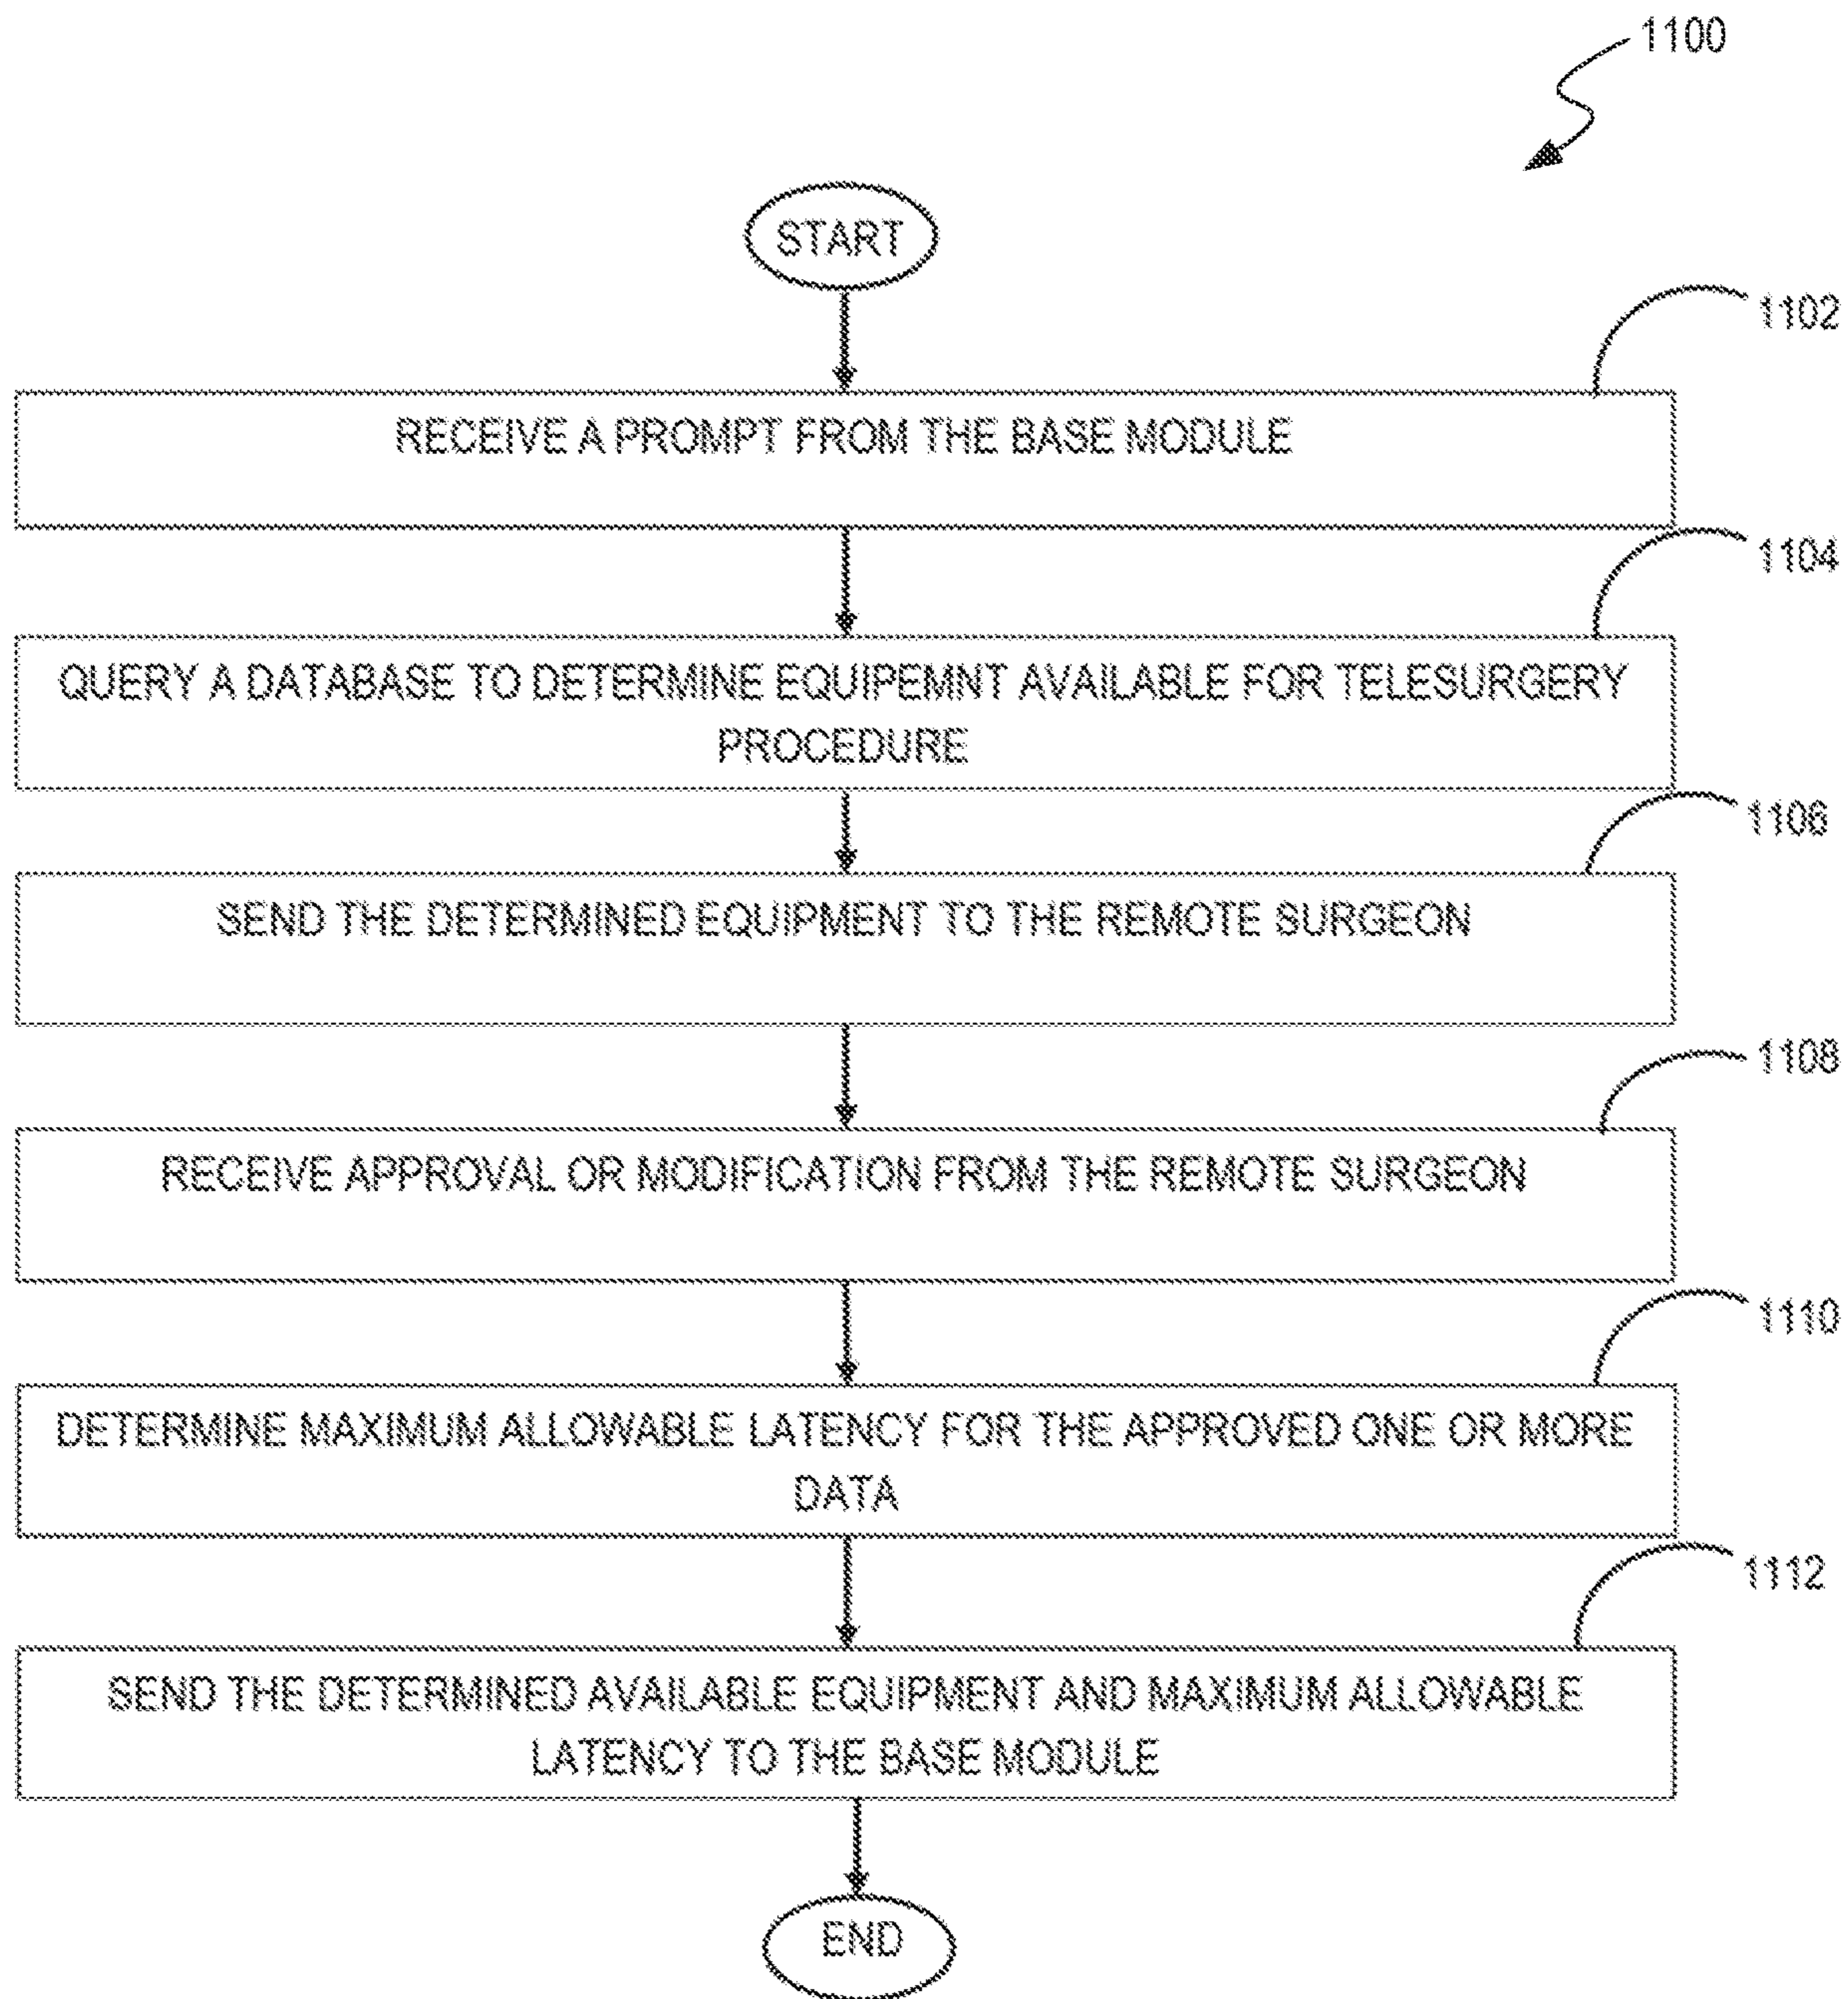 1100
START
1102
RECEIVE A PROMPT FROM THE BASE MODULE
1104
QUERY A DATABASE TO DETERMINE EQUIPEMNT AVAILABLE FOR TELESURGERY
PROCEDURE
1106
SEND THE DETERMINED EQUIPMENT TO THE REMOTE SURGEON
1108
RECEIVE APPROVAL OR MODIFICATION FROM THE REMOTE SURGEON
1110
DETERMINE MAXIMUM ALLOWABLE LATENCY FOR THE APPROVED ONE OR MORE
DATA
1112
SEND THE DETERMINED AVAILABLE EQUIPMENT AND MAXIMUM ALLOWABLE
LATENCY TO THE BASE MODULE
END